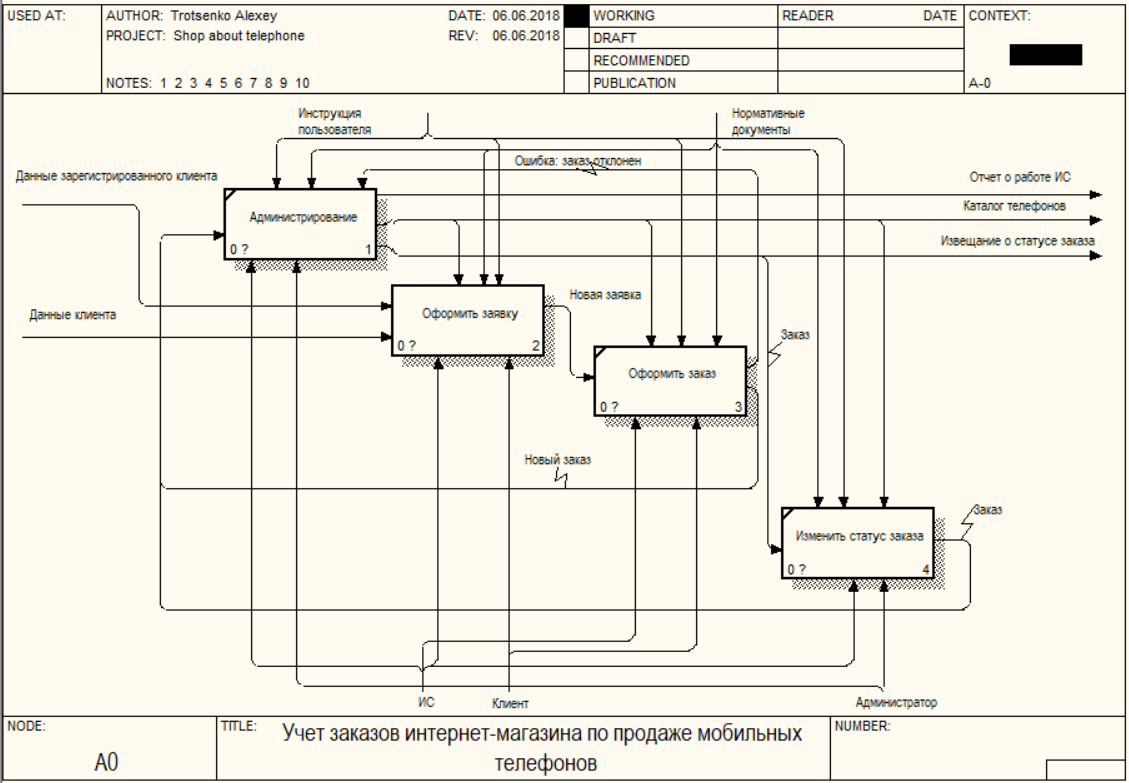 USED AT:
AUTHOR: Trotsenko Alexey
DATE: 06.06.2018
PROJECT: Shop about telephone
REV: 06.06.2018
NOTES: 1 2 3 4 5 6 7 8 9 10
WORKING
DRAFT
RECOMMENDED
PUBLICATION
READER
DATE
CONTEXT:
A-0
Инструкция
пользователя
Нормативные
документы
Ошибка: заказ отклонен
Данные зарегистрированного клиента
Отчет о работе ИС
Каталог телефонов
Извещание о статусе заказа
Администрирование
0 ?
1
Данные клиента
Оформить заявку
0 ?
2
Новая заявка
Заказ
Оформить заказ
0 ?
3
Новый заказ
Заказ
Изменить статус заказа
0 ?
4
ИС
Клиент
Администратор
NODE:
A0
TITLE:
Учет заказов интернет-магазина по продаже мобильных
телефонов
NUMBER: